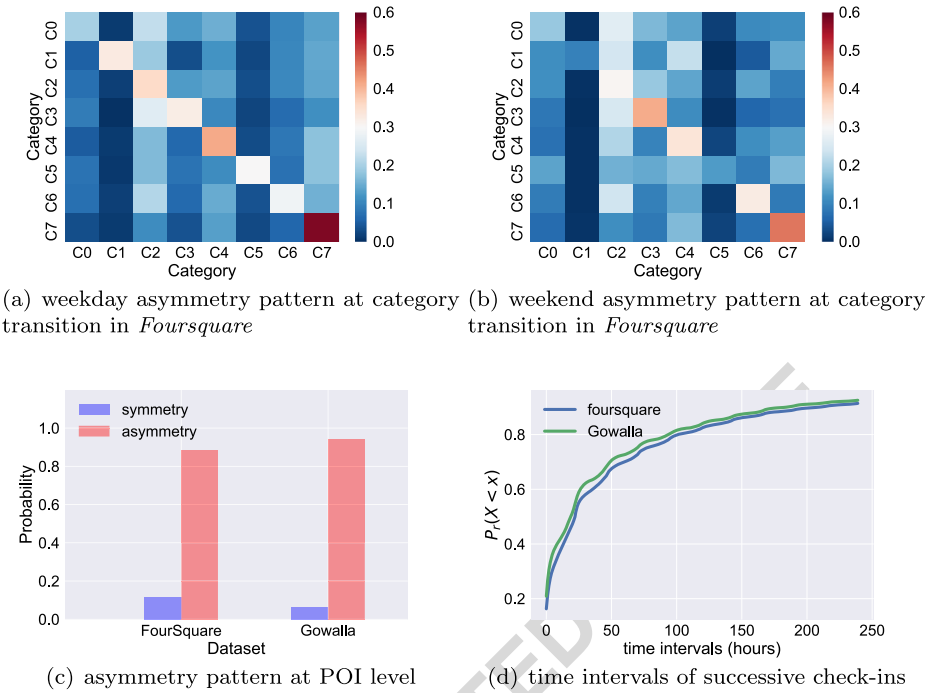 C0
C1
C2
C3
C4
C5
C6
C7
Category
C0 C1 C2 C3 C4 C5 C6 C7
Category
0.6
0.5
0.4
0.3
0.2
0.1
0.0
C0
C1
C2
C3
C4
C5
C6
C7
Category
C0 C1 C2 C3 C4 C5 C6 C7
Category
0.6
0.5
0.4
0.3
0.2
0.1
0.0
(a) weekday asymmetry pattern at category
transition in Foursquare
(b) weekend asymmetry pattern at category
transition in Foursquare
symmetry
asymmetry
1.0
0.8
0.6
0.4
0.2
0.0
Probability
FourSquare Gowalla
Dataset
(c) asymmetry pattern at POI level
foursquare
Gowalla
0.8
0.6
0.4
0.2
Pr(X < x)
0 50 100 150 200 250
time intervals (hours)
(d) time intervals of successive check-ins
TED
E